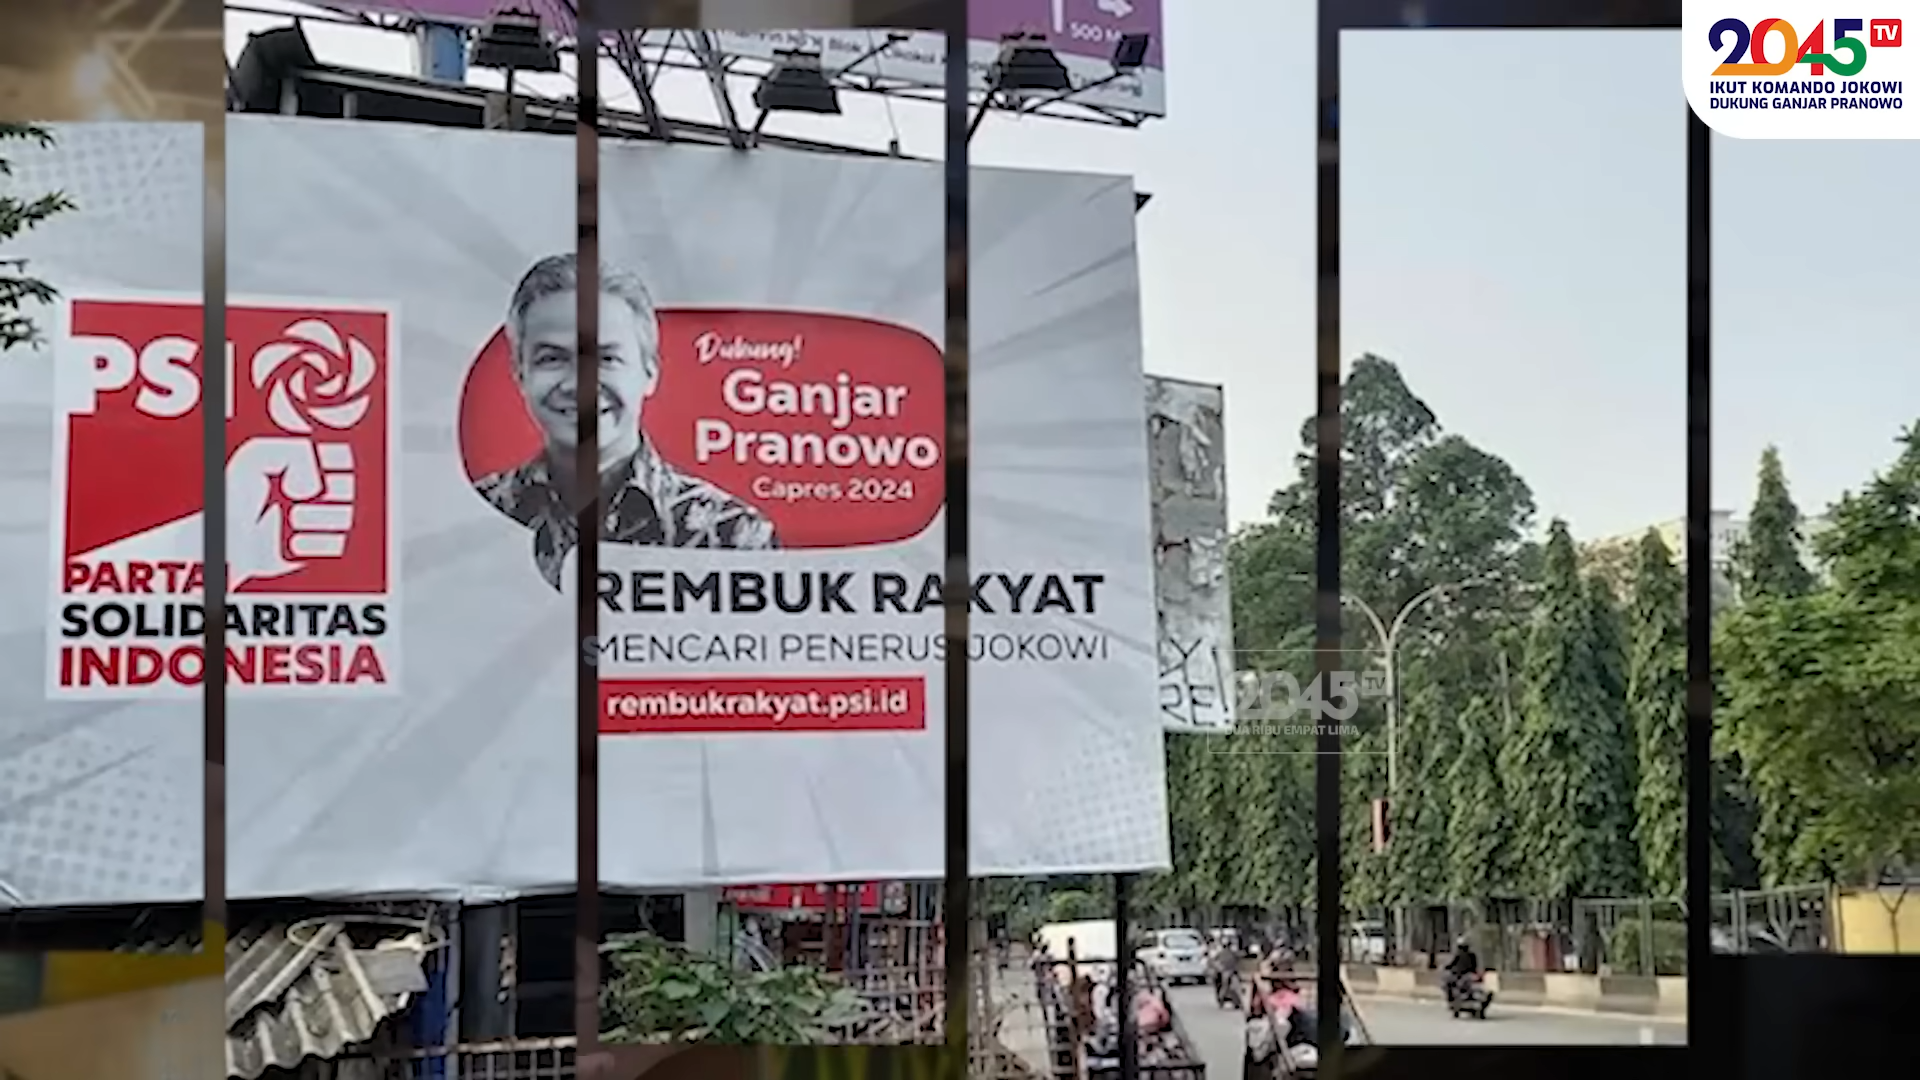 2045 TV
IKUT KOMANDO JOKOWI
DUKUNG GANJAR PRANOWO
500 M
PSI
PARTAI
SOLIDARITAS
INDONESIA
Dukung!
Ganjar
Pranowo
Capres 2024
REMBUK RAKYAT
MENCARI PENERUS JOKOWI
rembukrakyat.psi.id
2045 TV
DUA RIBU EMPAT LIMA